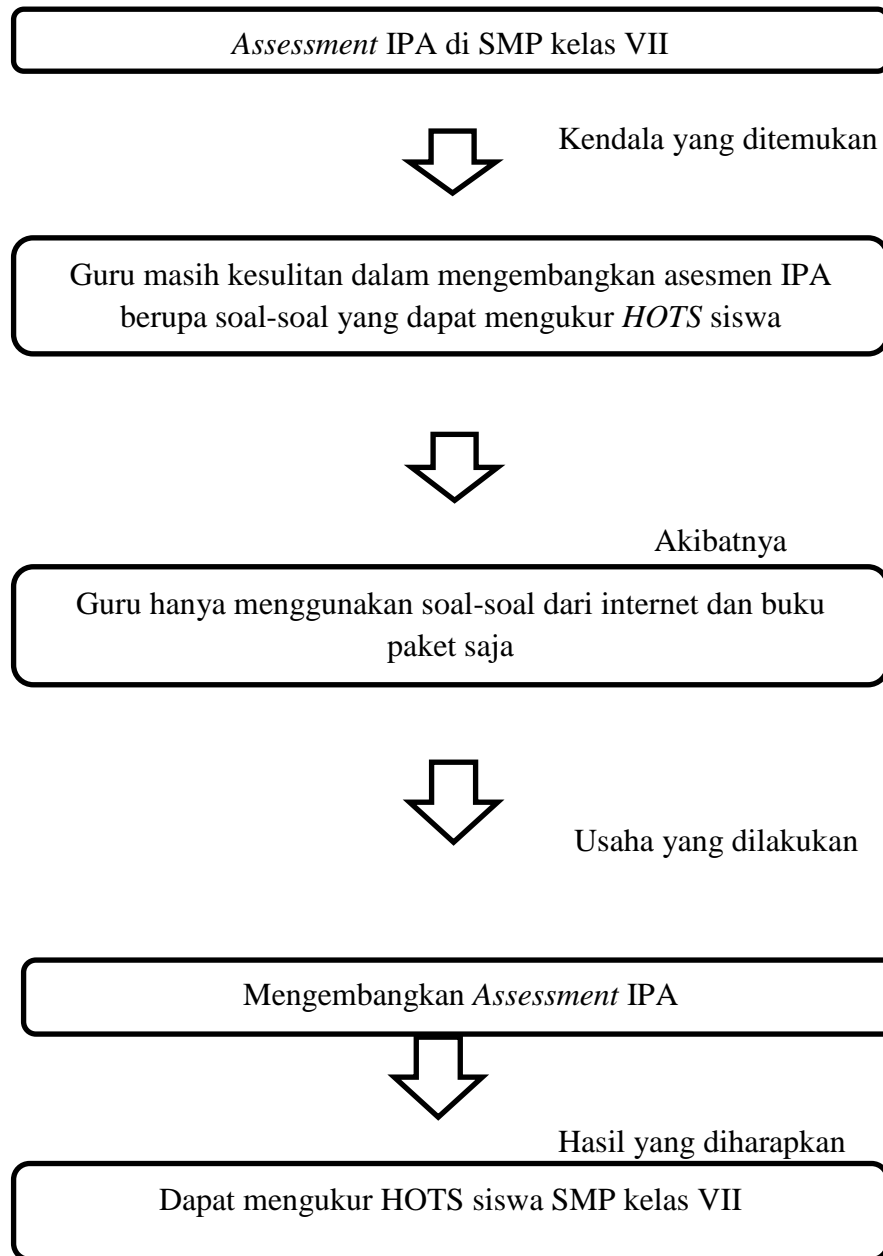 Assessment IPA di SMP kelas VII
Kendala yang ditemukan
Guru masih kesulitan dalam mengembangkan asesmen IPA
berupa soal-soal yang dapat mengukur HOTS siswa
Akibatnya
Guru hanya menggunakan soal-soal dari internet dan buku
paket saja
Usaha yang dilakukan
Mengembangkan Assessment IPA
Hasil yang diharapkan
Dapat mengukur HOTS siswa SMP kelas VII